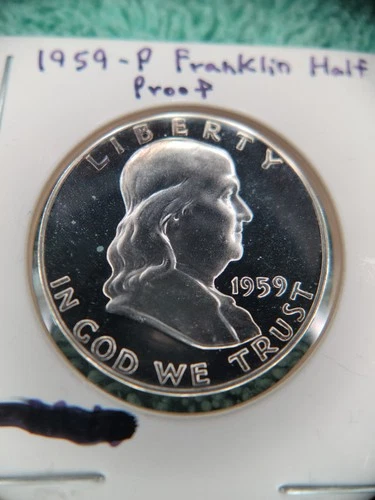 1959-P Franklin Half
Proof
LIBERTY
1959
IN GOD WE TRUST